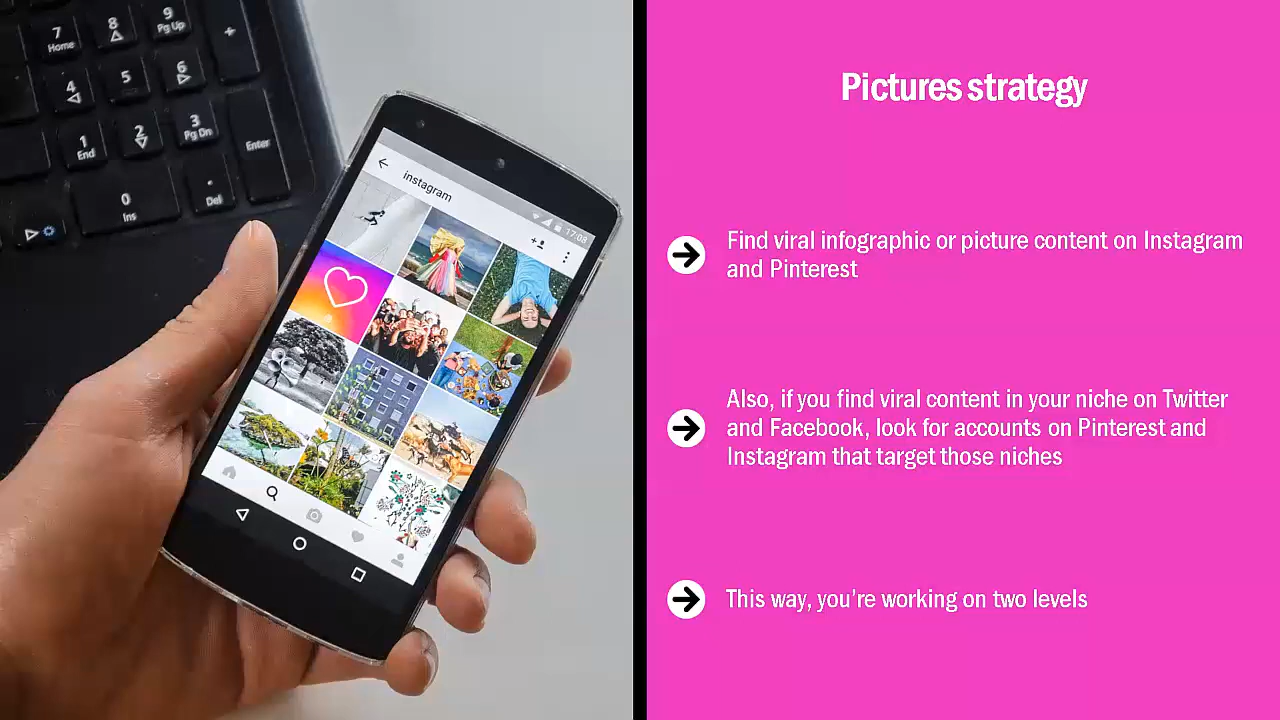 7
Home
8
9
Pg Up
+
4
5
6
1
End
2
3
Pg Dn
Enter
0
Ins
.
Del
instagram
17:08
Pictures strategy
Find viral infographic or picture content on Instagram
and Pinterest
Also, if you find viral content in your niche on Twitter
and Facebook, look for accounts on Pinterest and
Instagram that target those niches
This way, you're working on two levels